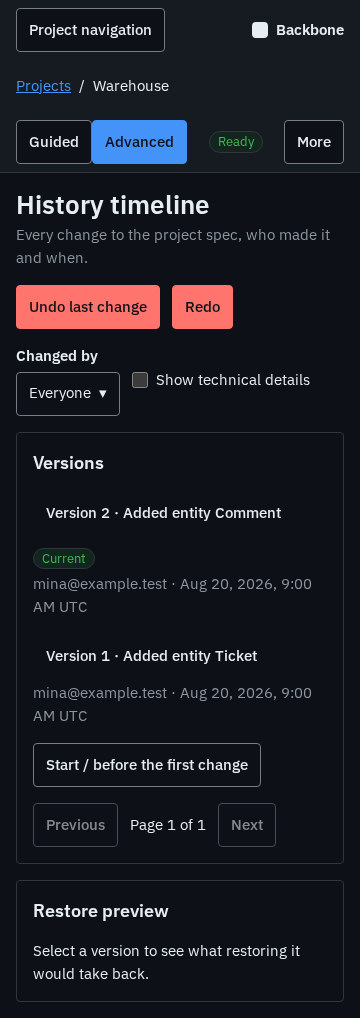 Project navigation
Backbone
Projects / Warehouse
Guided
Advanced
Ready
More
History timeline
Every change to the project spec, who made it
and when.
Undo last change
Redo
Changed by
Everyone ▾
Show technical details
Versions
Version 2 · Added entity Comment
Current
mina@example.test · Aug 20, 2026, 9:00
AM UTC
Version 1 · Added entity Ticket
mina@example.test · Aug 20, 2026, 9:00
AM UTC
Start / before the first change
Previous
Page 1 of 1
Next
Restore preview
Select a version to see what restoring it
would take back.